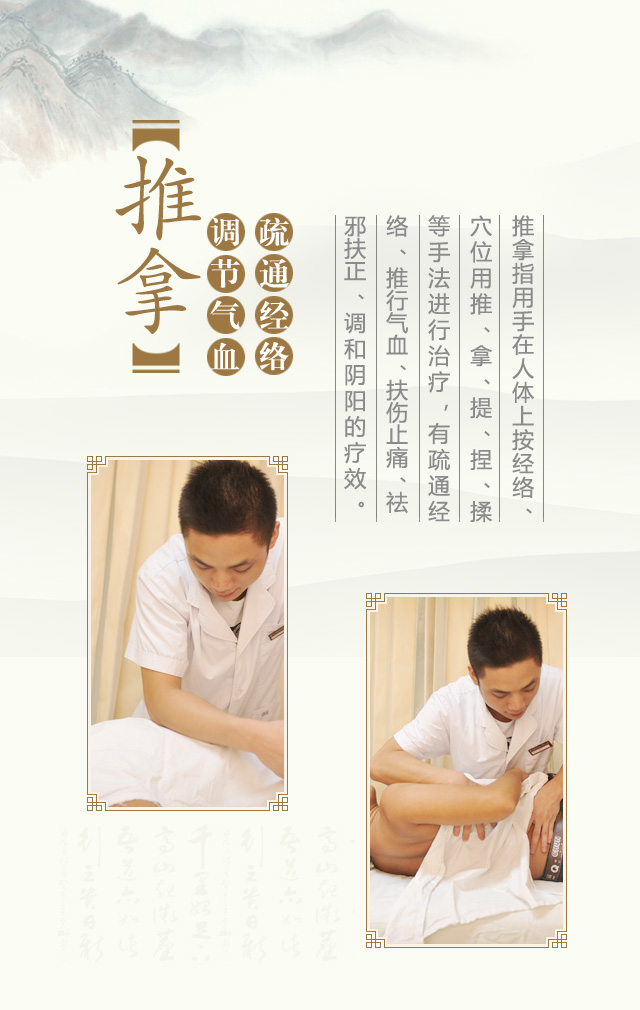 【推拿】
疏通经络
调节气血
推拿指用手在人体上按经络、
穴位用推、拿、提、捏、揉
等手法进行治疗，有疏通经
络、推行气血、扶伤止痛、祛
邪扶正、调和阴阳的疗效。